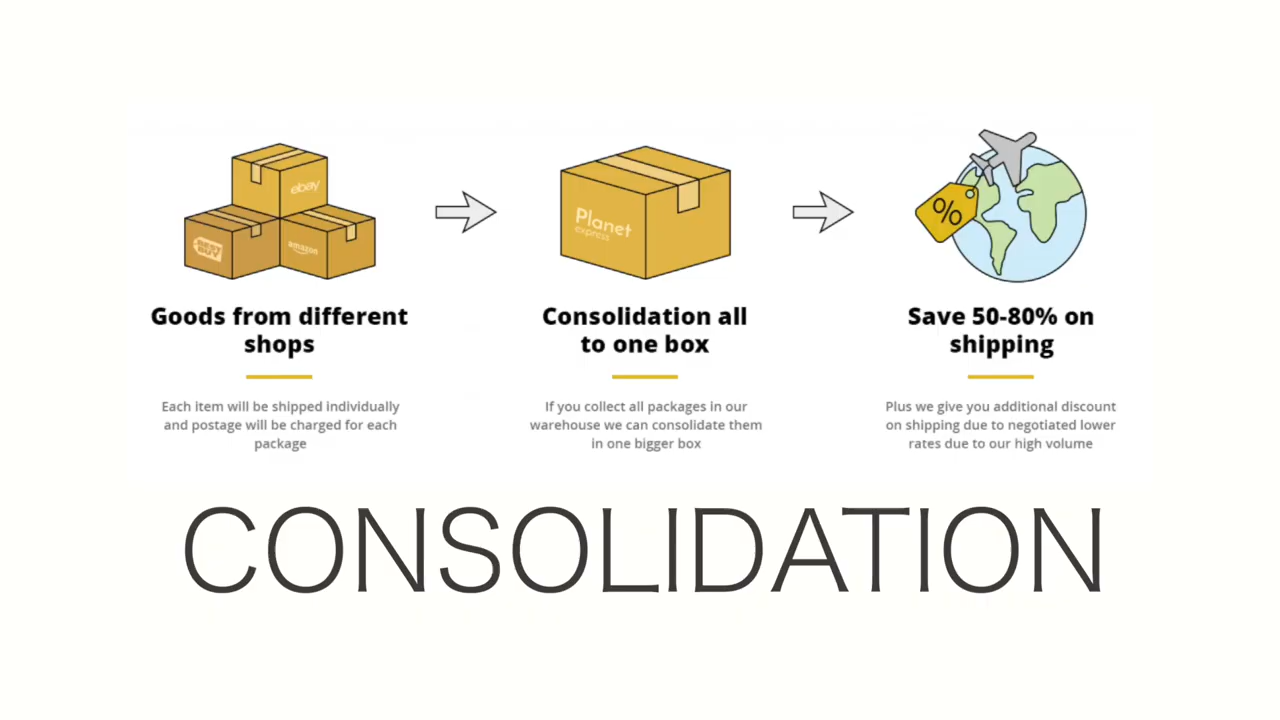 ebay
BEST BUY
amazon
Planet
express
%
Goods from different
shops
Each item will be shipped individually
and postage will be charged for each
package
Consolidation all
to one box
If you collect all packages in our
warehouse we can consolidate them
in one bigger box
Save 50-80% on
shipping
Plus we give you additional discount
on shipping due to negotiated lower
rates due to our high volume
CONSOLIDATION